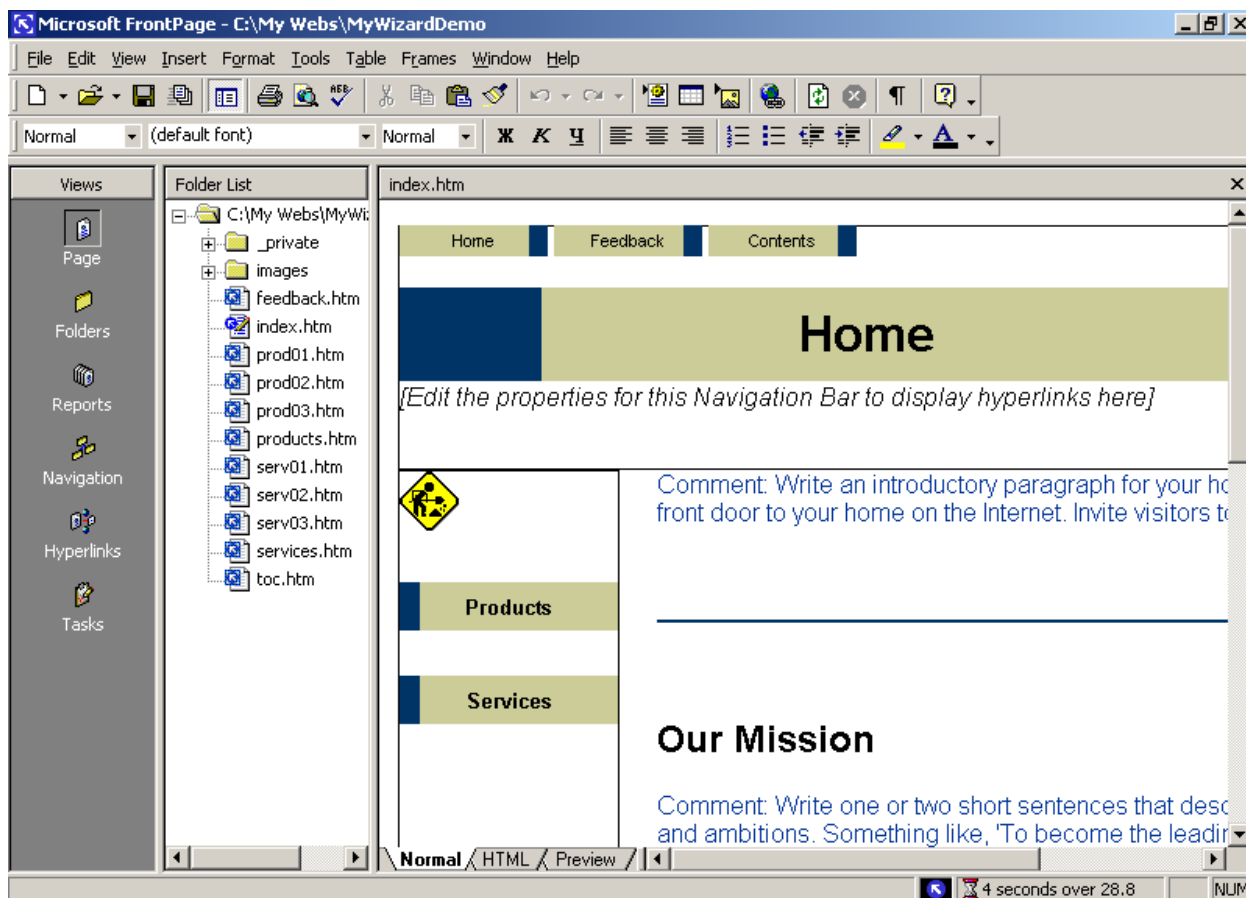 Microsoft FrontPage - C:\My Webs\MyWizardDemo
File Edit View Insert Format Tools Table Frames Window Help
Normal (default font) Normal Ж К Ч A
Views
Page
Folders
Reports
Navigation
Hyperlinks
Tasks
Folder List
C:\My Webs\MyWi
_private
images
feedback.htm
index.htm
prod01.htm
prod02.htm
prod03.htm
products.htm
serv01.htm
serv02.htm
serv03.htm
services.htm
toc.htm
index.htm
Home Feedback Contents
Home
[Edit the properties for this Navigation Bar to display hyperlinks here]
Products
Services
Comment: Write an introductory paragraph for your ho
front door to your home on the Internet. Invite visitors to
Our Mission
Comment: Write one or two short sentences that desc
and ambitions. Something like, 'To become the leadin
Normal HTML Preview
4 seconds over 28.8 NUM